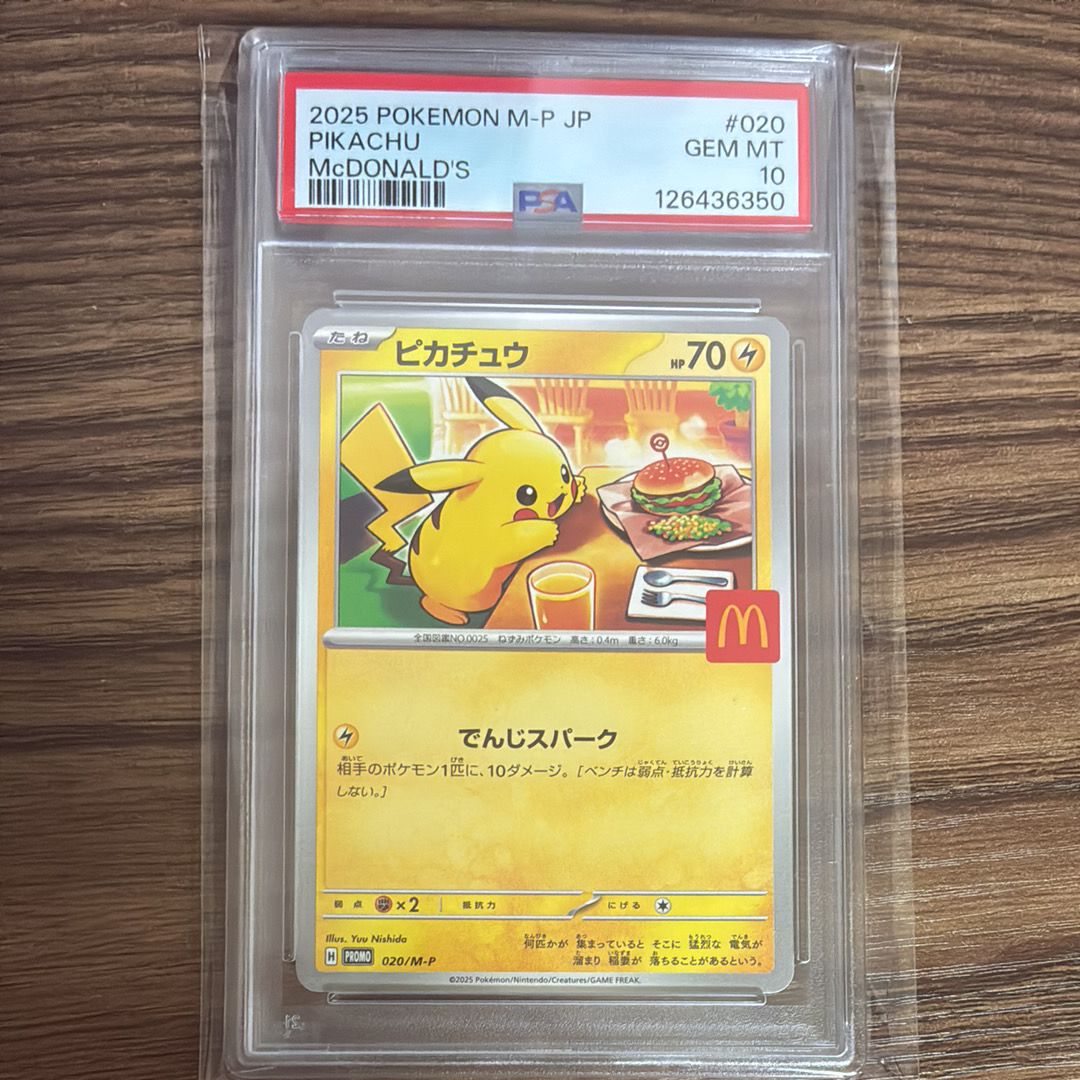 2025 POKEMON M-P JP #020
PIKACHU GEM MT
McDONALD'S 10
PSA 126436350
たね
ピカチュウ HP70
全国図鑑NO.0025 ねずみポケモン 高さ:0.4m 重さ:6.0kg
でんじスパーク
相手のポケモン1匹に、10ダメージ。[ベンチは弱点・抵抗力を計算
しない。]
弱点 ×2 抵抗力 にげる
Illus. Yuu Nishida
何匹かが 集まっていると そこに 猛烈な 電気が
溜まり 稲妻が 落ちることがあるという。
H PROMO 020/M-P
©2025 Pokémon/Nintendo/Creatures/GAME FREAK.